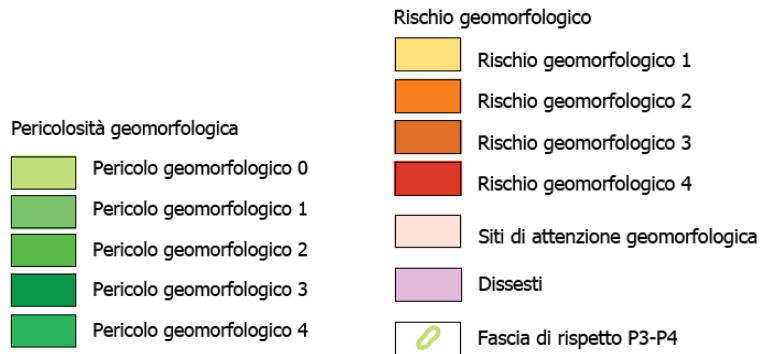 Pericolosità geomorfologica
Pericolo geomorfologico 0
Pericolo geomorfologico 1
Pericolo geomorfologico 2
Pericolo geomorfologico 3
Pericolo geomorfologico 4
Rischio geomorfologico
Rischio geomorfologico 1
Rischio geomorfologico 2
Rischio geomorfologico 3
Rischio geomorfologico 4
Siti di attenzione geomorfologica
Dissesti
Fascia di rispetto P3-P4